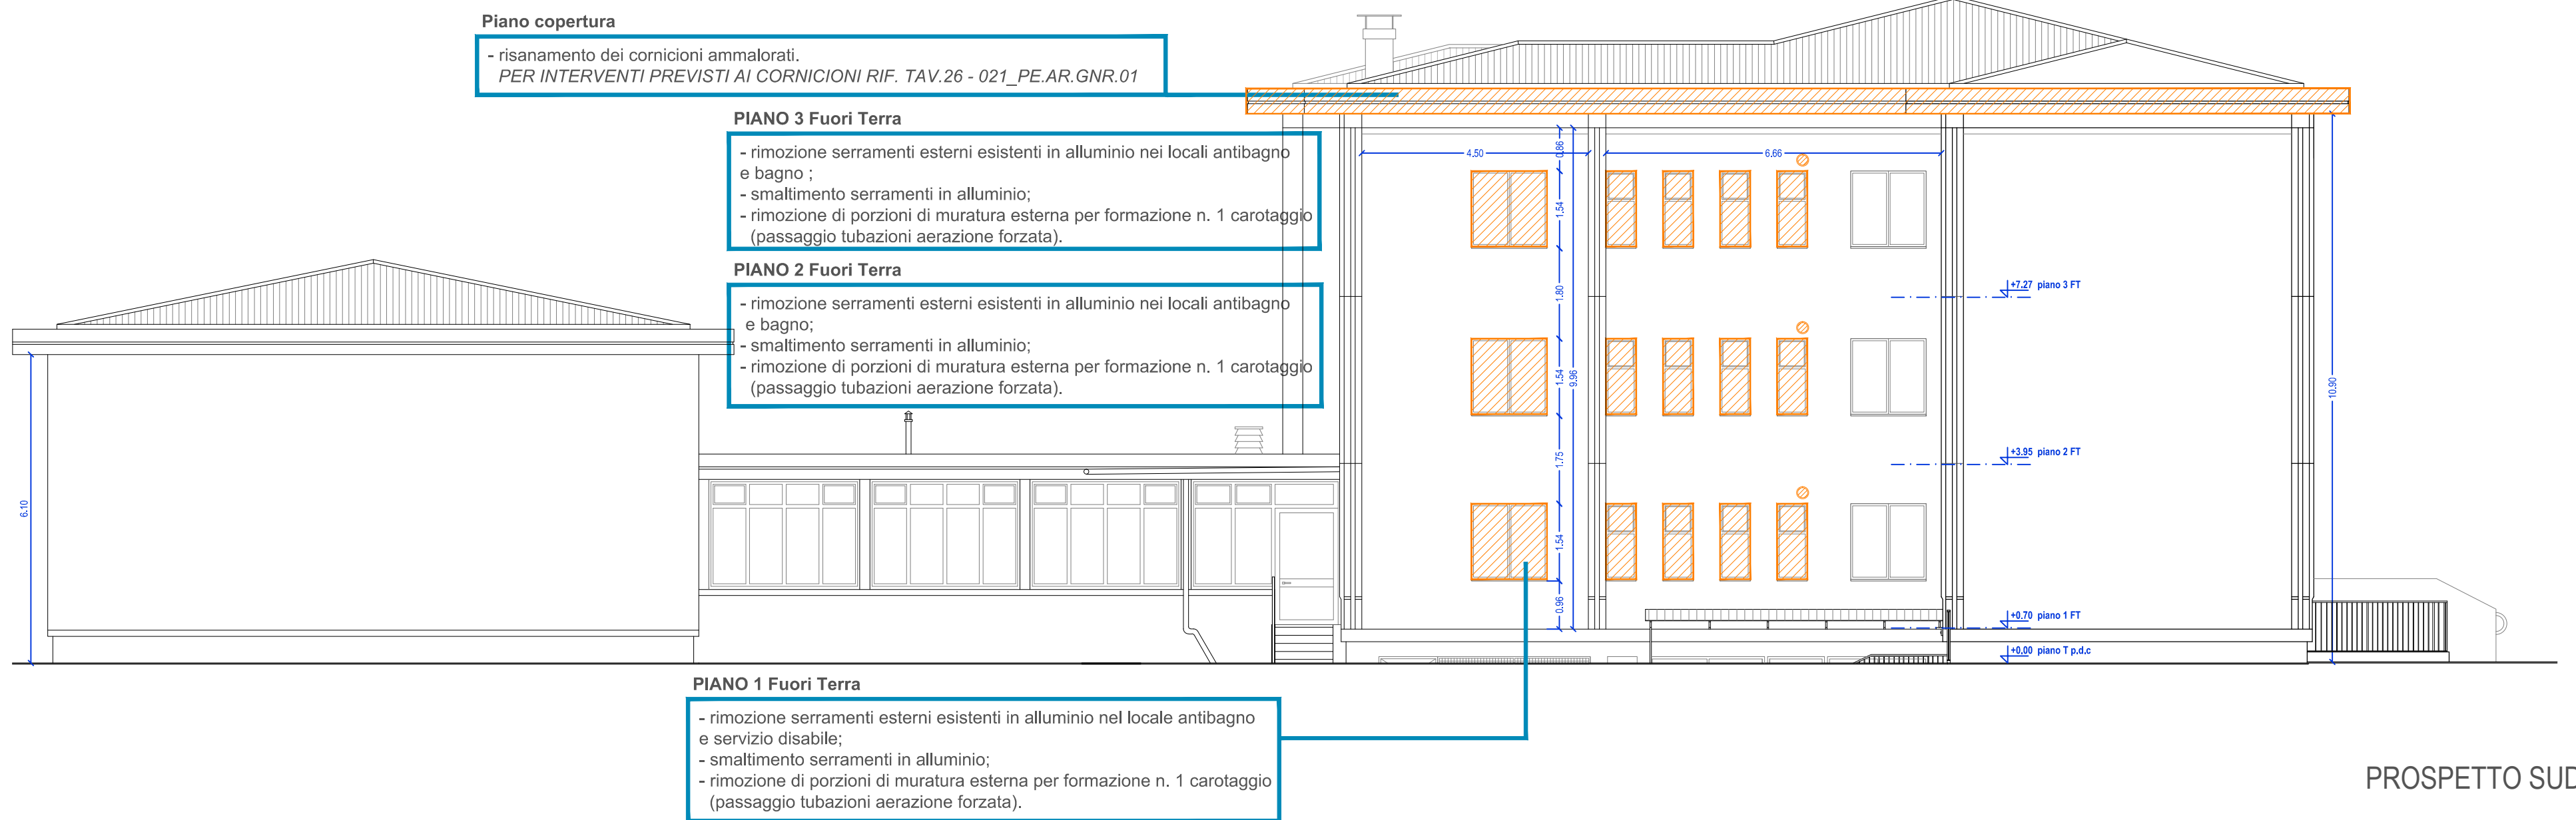 Piano copertura
- risanamento dei cornicioni ammalorati.
PER INTERVENTI PREVISTI AI CORNICIONI RIF. TAV.26 - 021_PE.AR.GNR.01
PIANO 3 Fuori Terra
- rimozione serramenti esterni esistenti in alluminio nei locali antibagno
e bagno ;
- smaltimento serramenti in alluminio;
- rimozione di porzioni di muratura esterna per formazione n. 1 carotaggio
(passaggio tubazioni aerazione forzata).
PIANO 2 Fuori Terra
- rimozione serramenti esterni esistenti in alluminio nei locali antibagno
e bagno;
- smaltimento serramenti in alluminio;
- rimozione di porzioni di muratura esterna per formazione n. 1 carotaggio
(passaggio tubazioni aerazione forzata).
4.50
6.66
0.86
1.54
1.80
1.54
9.96
1.75
1.54
0.96
10.90
6.10
+7.27 piano 3 FT
+3.95 piano 2 FT
+0.70 piano 1 FT
+0.00 piano T p.d.c
PIANO 1 Fuori Terra
- rimozione serramenti esterni esistenti in alluminio nel locale antibagno
e servizio disabile;
- smaltimento serramenti in alluminio;
- rimozione di porzioni di muratura esterna per formazione n. 1 carotaggio
(passaggio tubazioni aerazione forzata).
PROSPETTO SUD